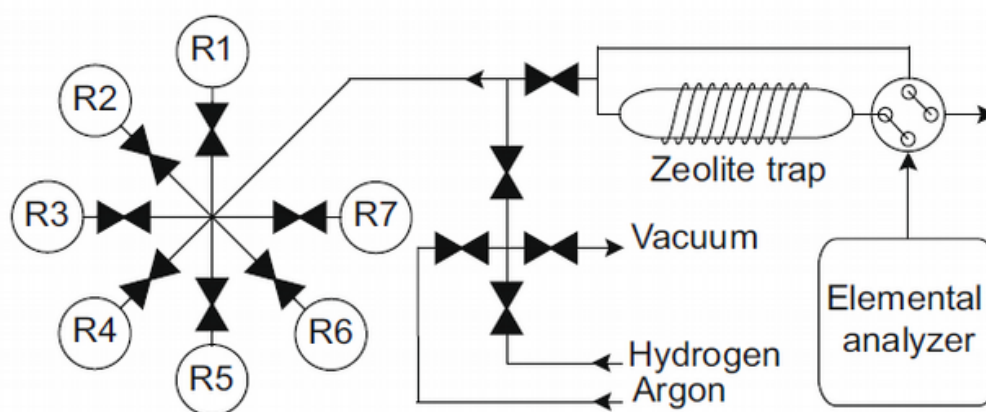 R1
R2
R3
R7
R4
R6
R5
Zeolite trap
Vacuum
Elemental
analyzer
Hydrogen
Argon